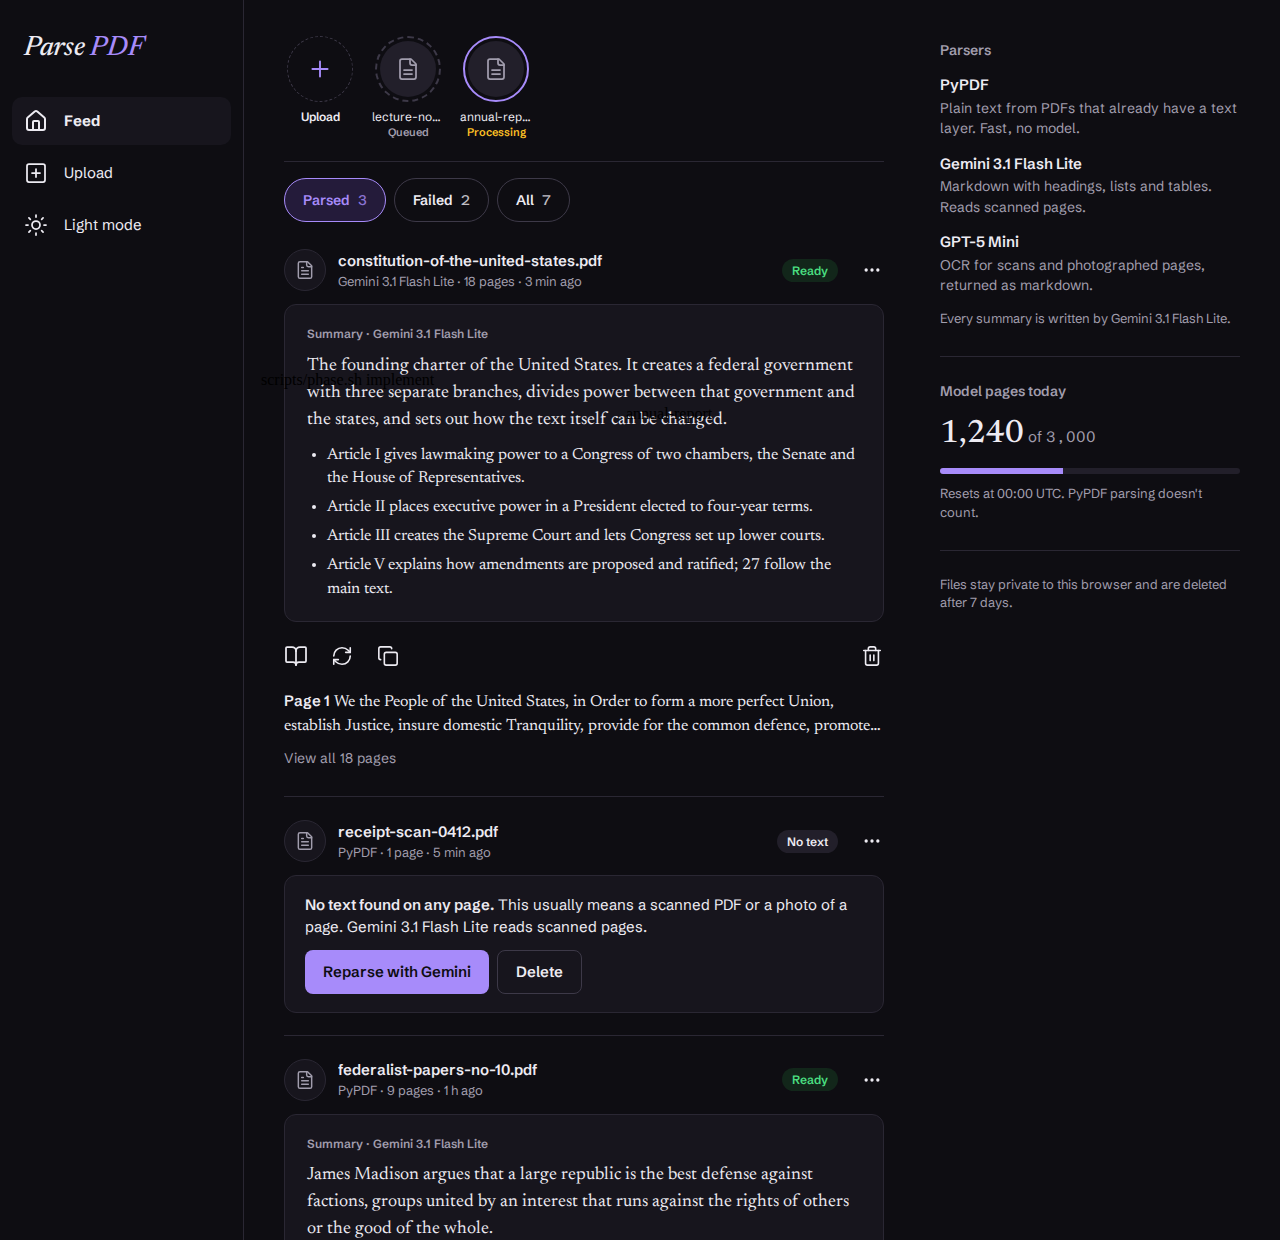 Parse PDF
Feed
Upload
Light mode
Upload
lecture-no...
Queued
annual-rep...
Processing
Parsed 3
Failed 2
All 7
constitution-of-the-united-states.pdf
Gemini 3.1 Flash Lite · 18 pages · 3 min ago
Ready
Summary · Gemini 3.1 Flash Lite
The founding charter of the United States. It creates a federal government
scripts/phase.sh implement
with three separate branches, divides power between that government and
annual-report
the states, and sets out how the text itself can be changed.
• Article I gives lawmaking power to a Congress of two chambers, the Senate and
the House of Representatives.
• Article II places executive power in a President elected to four-year terms.
• Article III creates the Supreme Court and lets Congress set up lower courts.
• Article V explains how amendments are proposed and ratified; 27 follow the
main text.
Page 1 We the People of the United States, in Order to form a more perfect Union,
establish Justice, insure domestic Tranquility, provide for the common defence, promote...
View all 18 pages
receipt-scan-0412.pdf
PyPDF · 1 page · 5 min ago
No text
No text found on any page. This usually means a scanned PDF or a photo of a
page. Gemini 3.1 Flash Lite reads scanned pages.
Reparse with Gemini
Delete
federalist-papers-no-10.pdf
PyPDF · 9 pages · 1 h ago
Ready
Summary · Gemini 3.1 Flash Lite
James Madison argues that a large republic is the best defense against
factions, groups united by an interest that runs against the rights of others
or the good of the whole.
Parsers
PyPDF
Plain text from PDFs that already have a text
layer. Fast, no model.
Gemini 3.1 Flash Lite
Markdown with headings, lists and tables.
Reads scanned pages.
GPT-5 Mini
OCR for scans and photographed pages,
returned as markdown.
Every summary is written by Gemini 3.1 Flash Lite.
Model pages today
1,240 of 3,000
Resets at 00:00 UTC. PyPDF parsing doesn't
count.
Files stay private to this browser and are deleted
after 7 days.